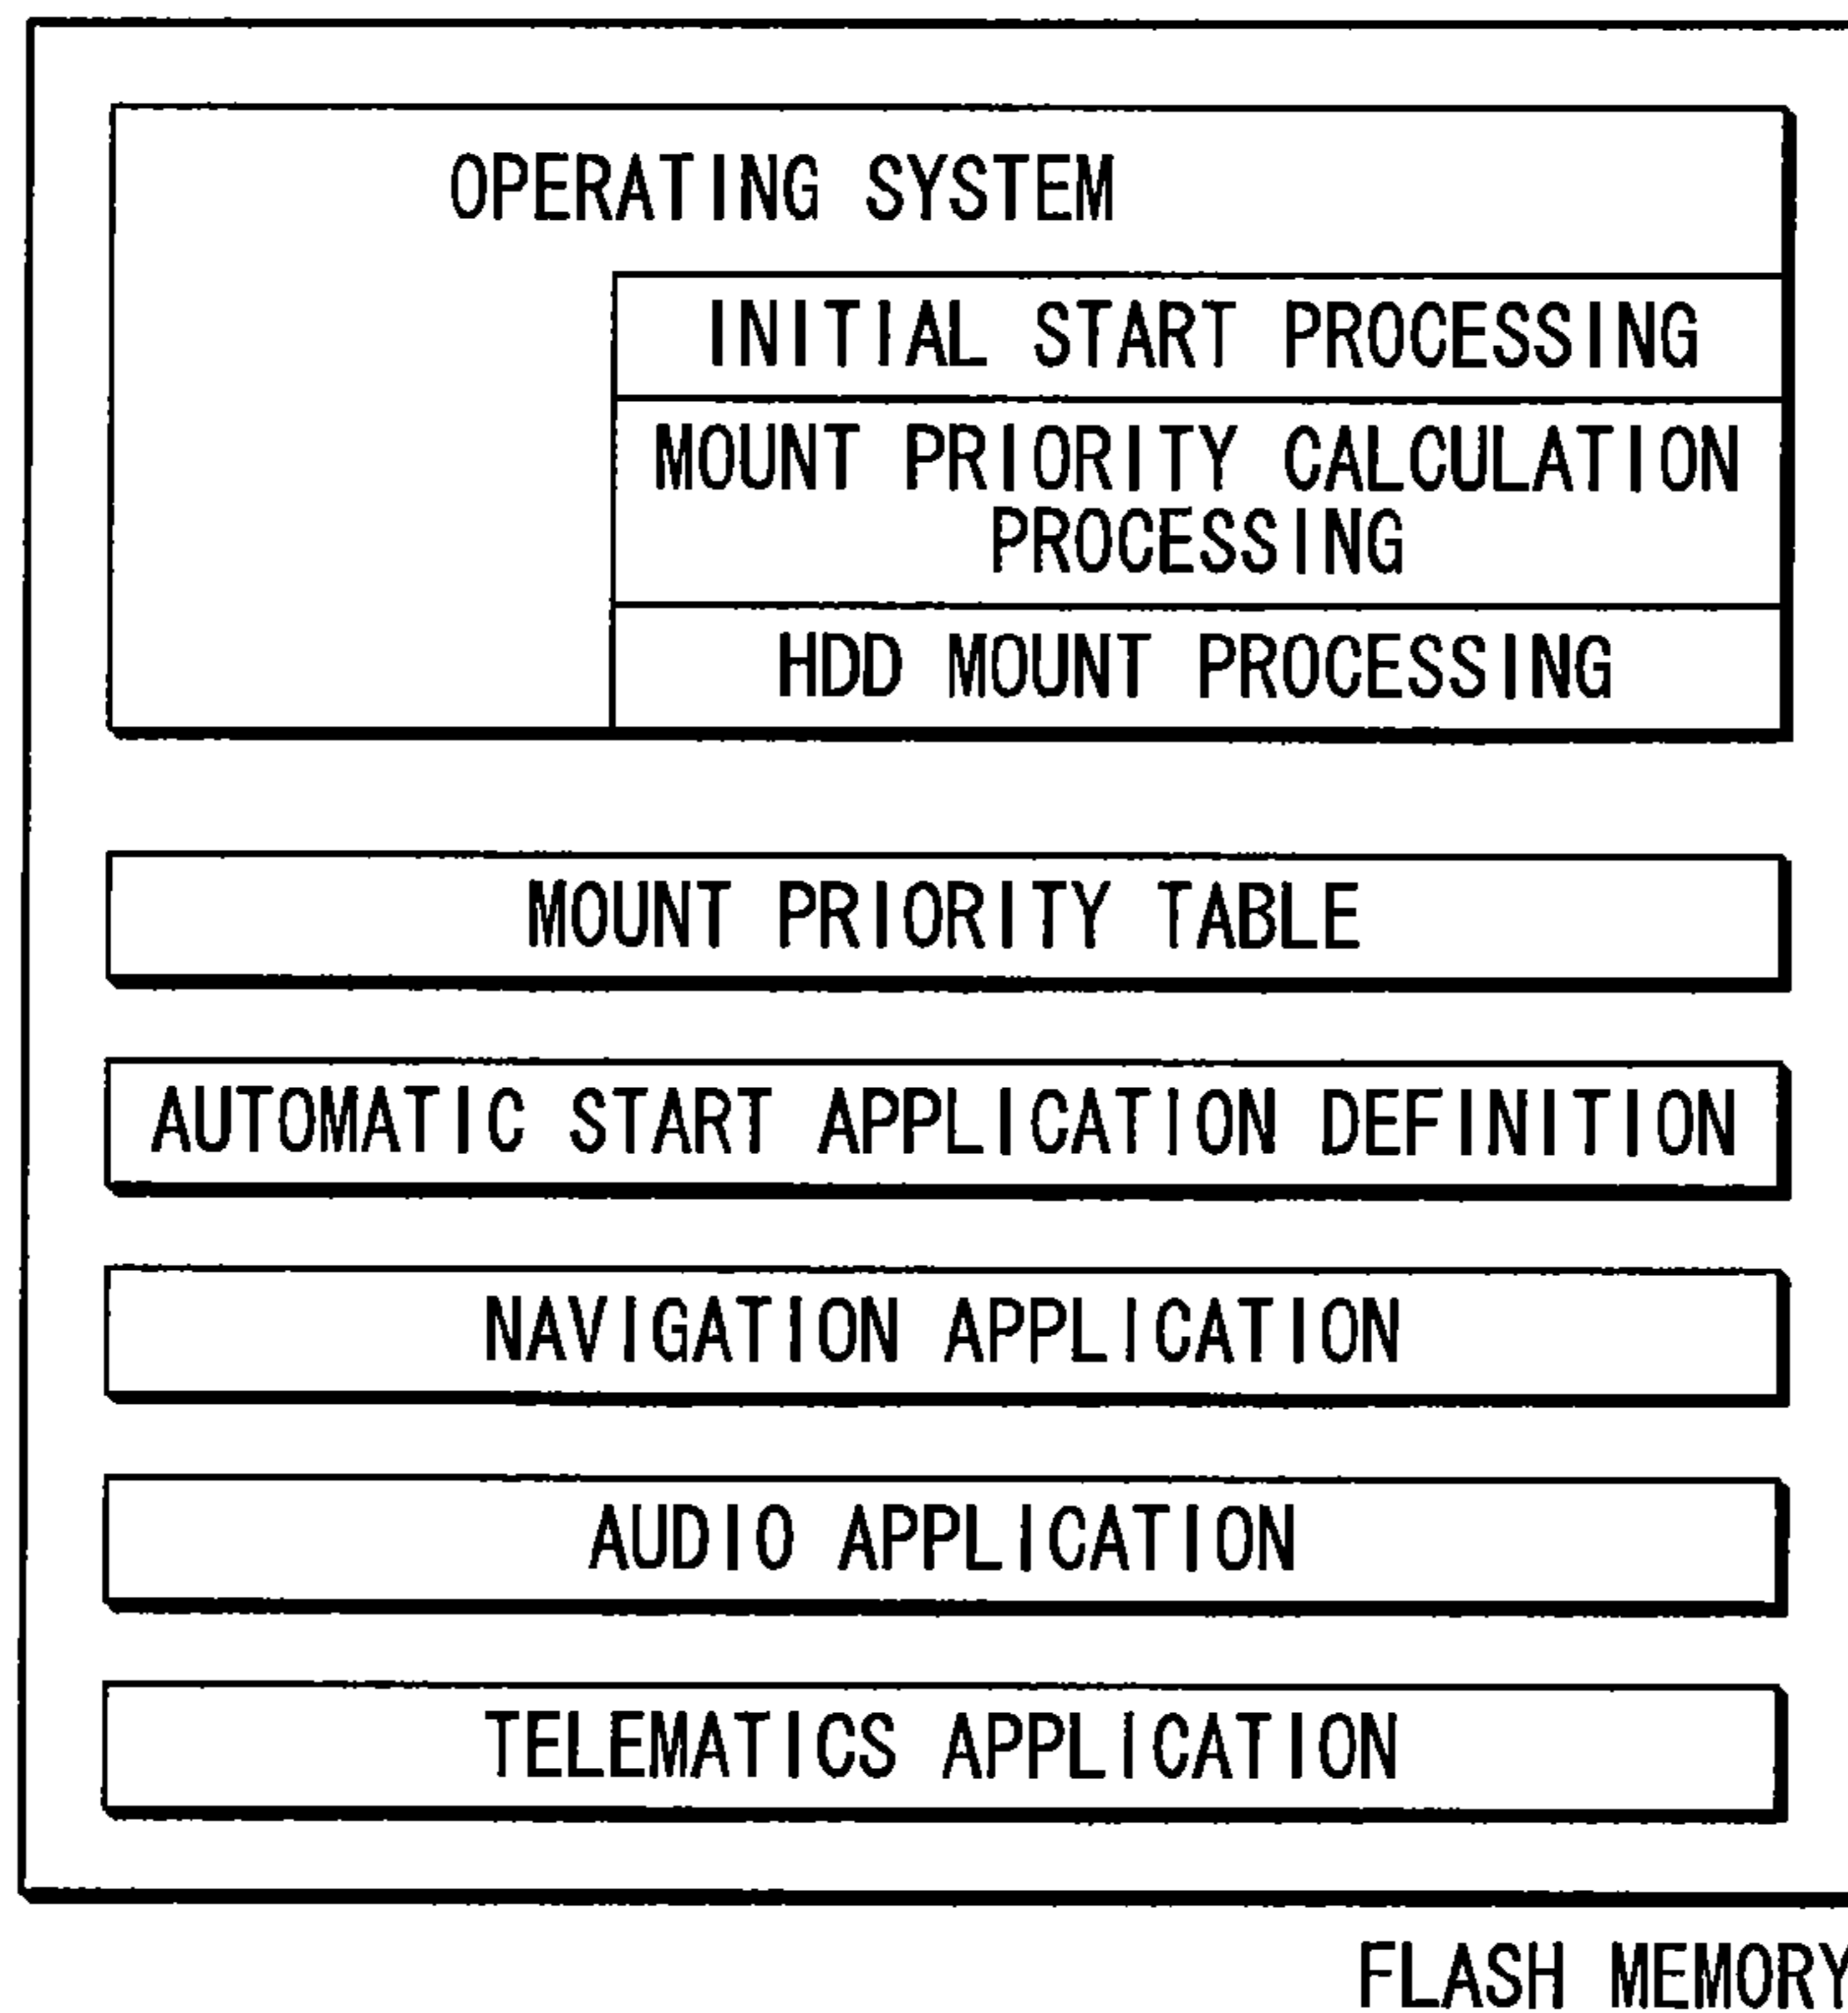 OPERATING SYSTEM
INITIAL START PROCESSING
MOUNT PRIORITY CALCULATION
PROCESSING
HDD MOUNT PROCESSING
MOUNT PRIORITY TABLE
AUTOMATIC START APPLICATION DEFINITION
NAVIGATION APPLICATION
AUDIO APPLICATION
TELEMATICS APPLICATION
FLASH MEMORY